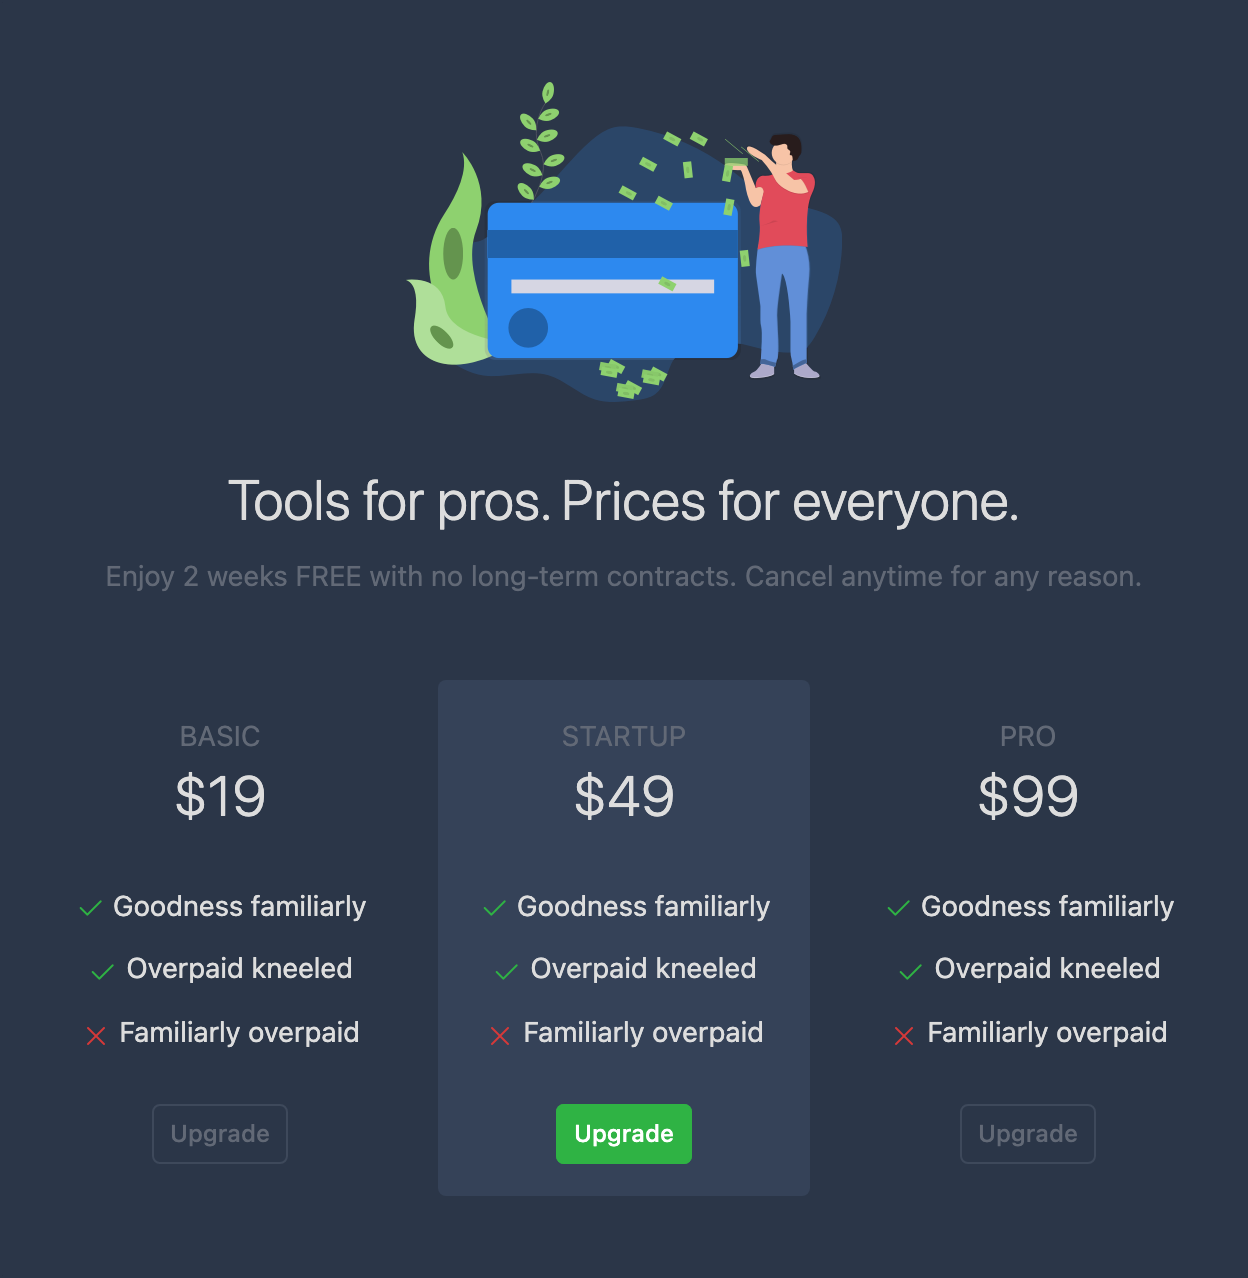 Tools for pros. Prices for everyone.
Enjoy 2 weeks FREE with no long-term contracts. Cancel anytime for any reason.
BASIC
$19
Goodness familiarly
Overpaid kneeled
Familiarly overpaid
Upgrade
STARTUP
$49
Goodness familiarly
Overpaid kneeled
Familiarly overpaid
Upgrade
PRO
$99
Goodness familiarly
Overpaid kneeled
Familiarly overpaid
Upgrade